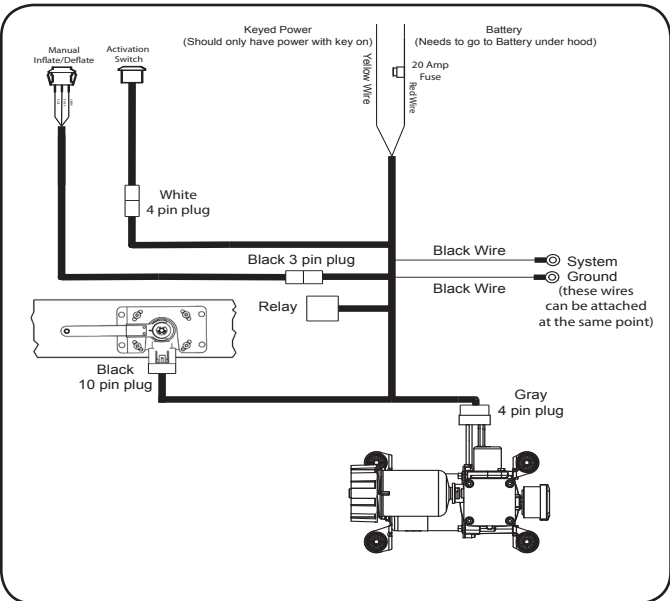 Keyed Power
(Should only have power with key on)
Battery
(Needs to go to Battery under hood)
Manual
Inflate/Deflate
Activation
Switch
Yellow Wire
20 Amp
Fuse
Red Wire
White
4 pin plug
Black 3 pin plug
Black Wire
Black Wire
System
Ground
(these wires
can be attached
at the same point)
Relay
Black
10 pin plug
Gray
4 pin plug